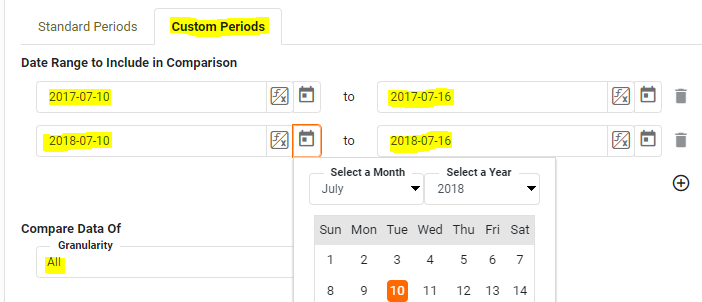 Standard Periods Custom Periods
Date Range to Include in Comparison
2017-07-10 f/x to 2017-07-16 f/x
2018-07-10 f/x to 2018-07-16 f/x
Select a Month Select a Year
July 2018
Compare Data Of
Granularity
All
Sun Mon Tue Wed Thu Fri Sat
1 2 3 4 5 6 7
8 9 10 11 12 13 14